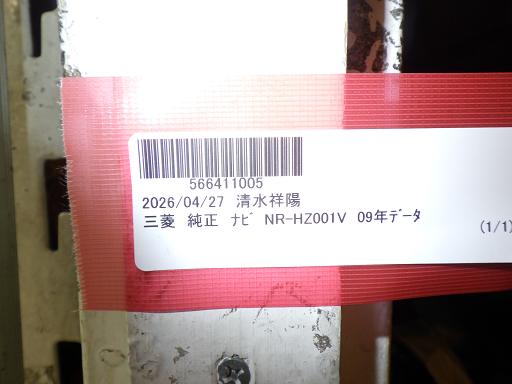 566411005
2026/04/27 清水祥陽
三菱 純正 ナビ NR-HZ001V 09年データ
(1/1)